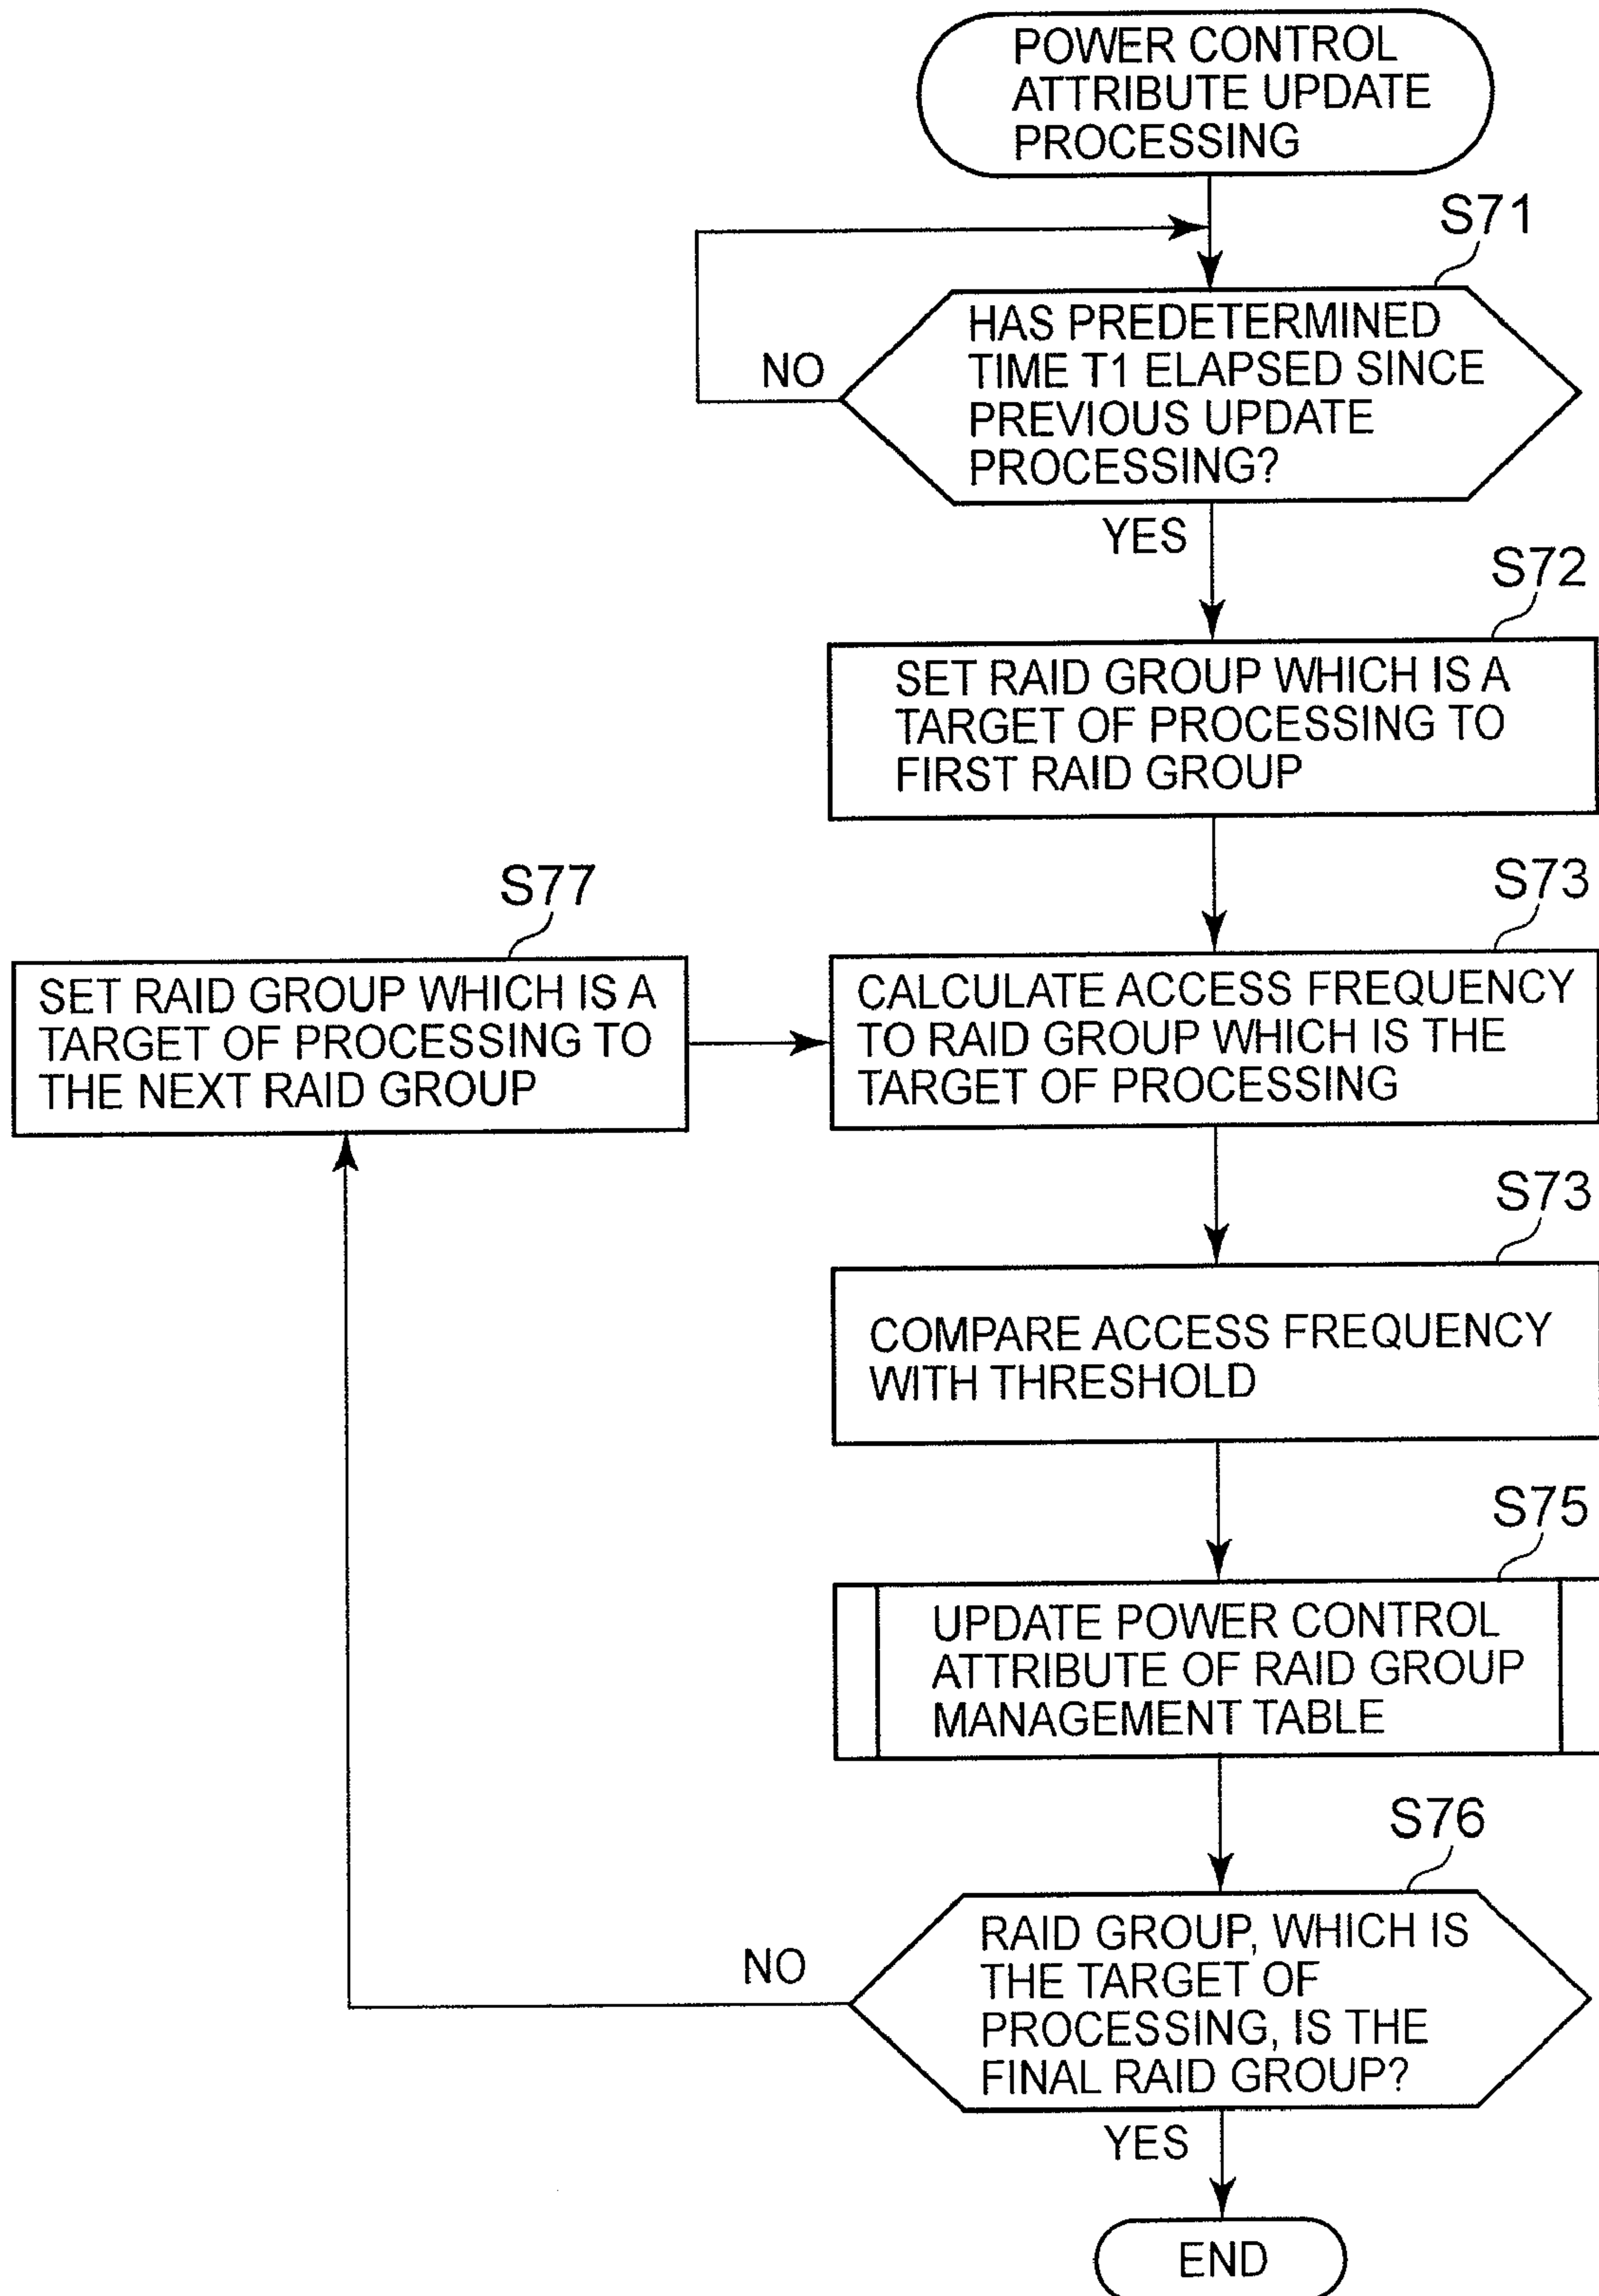 POWER CONTROL
ATTRIBUTE UPDATE
PROCESSING
S71
HAS PREDETERMINED
TIME T1 ELAPSED SINCE
PREVIOUS UPDATE
PROCESSING?
NO
YES
S72
SET RAID GROUP WHICH IS A
TARGET OF PROCESSING TO
FIRST RAID GROUP
S77
SET RAID GROUP WHICH IS A
TARGET OF PROCESSING TO
THE NEXT RAID GROUP
S73
CALCULATE ACCESS FREQUENCY
TO RAID GROUP WHICH IS THE
TARGET OF PROCESSING
S73
COMPARE ACCESS FREQUENCY
WITH THRESHOLD
S75
UPDATE POWER CONTROL
ATTRIBUTE OF RAID GROUP
MANAGEMENT TABLE
S76
RAID GROUP, WHICH IS
THE TARGET OF
PROCESSING, IS THE
FINAL RAID GROUP?
NO
YES
END